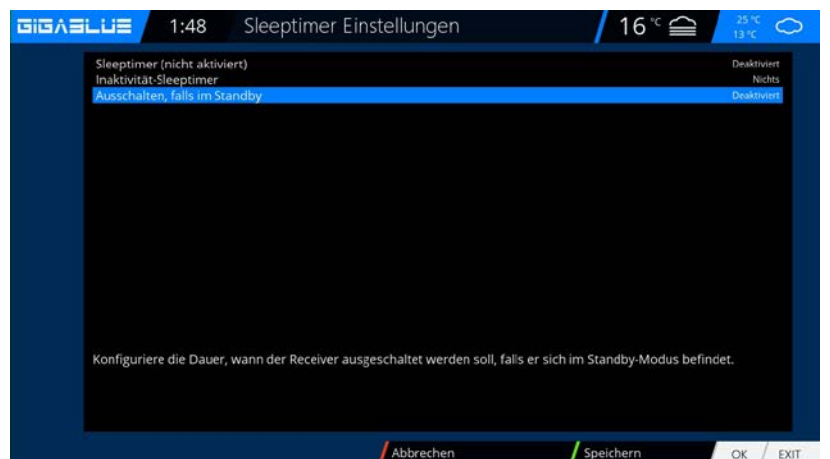 GIGABLUE 1:48 Sleeptimer Einstellungen 16 °C 25 °C
13 °C
Sleeptimer (nicht aktiviert) Deaktiviert
Inaktivität-Sleeptimer Nichts
Ausschalten, falls im Standby Deaktiviert
Konfiguriere die Dauer, wann der Receiver ausgeschaltet werden soll, falls er sich im Standby-Modus befindet.
Abbrechen Speichern OK EXIT